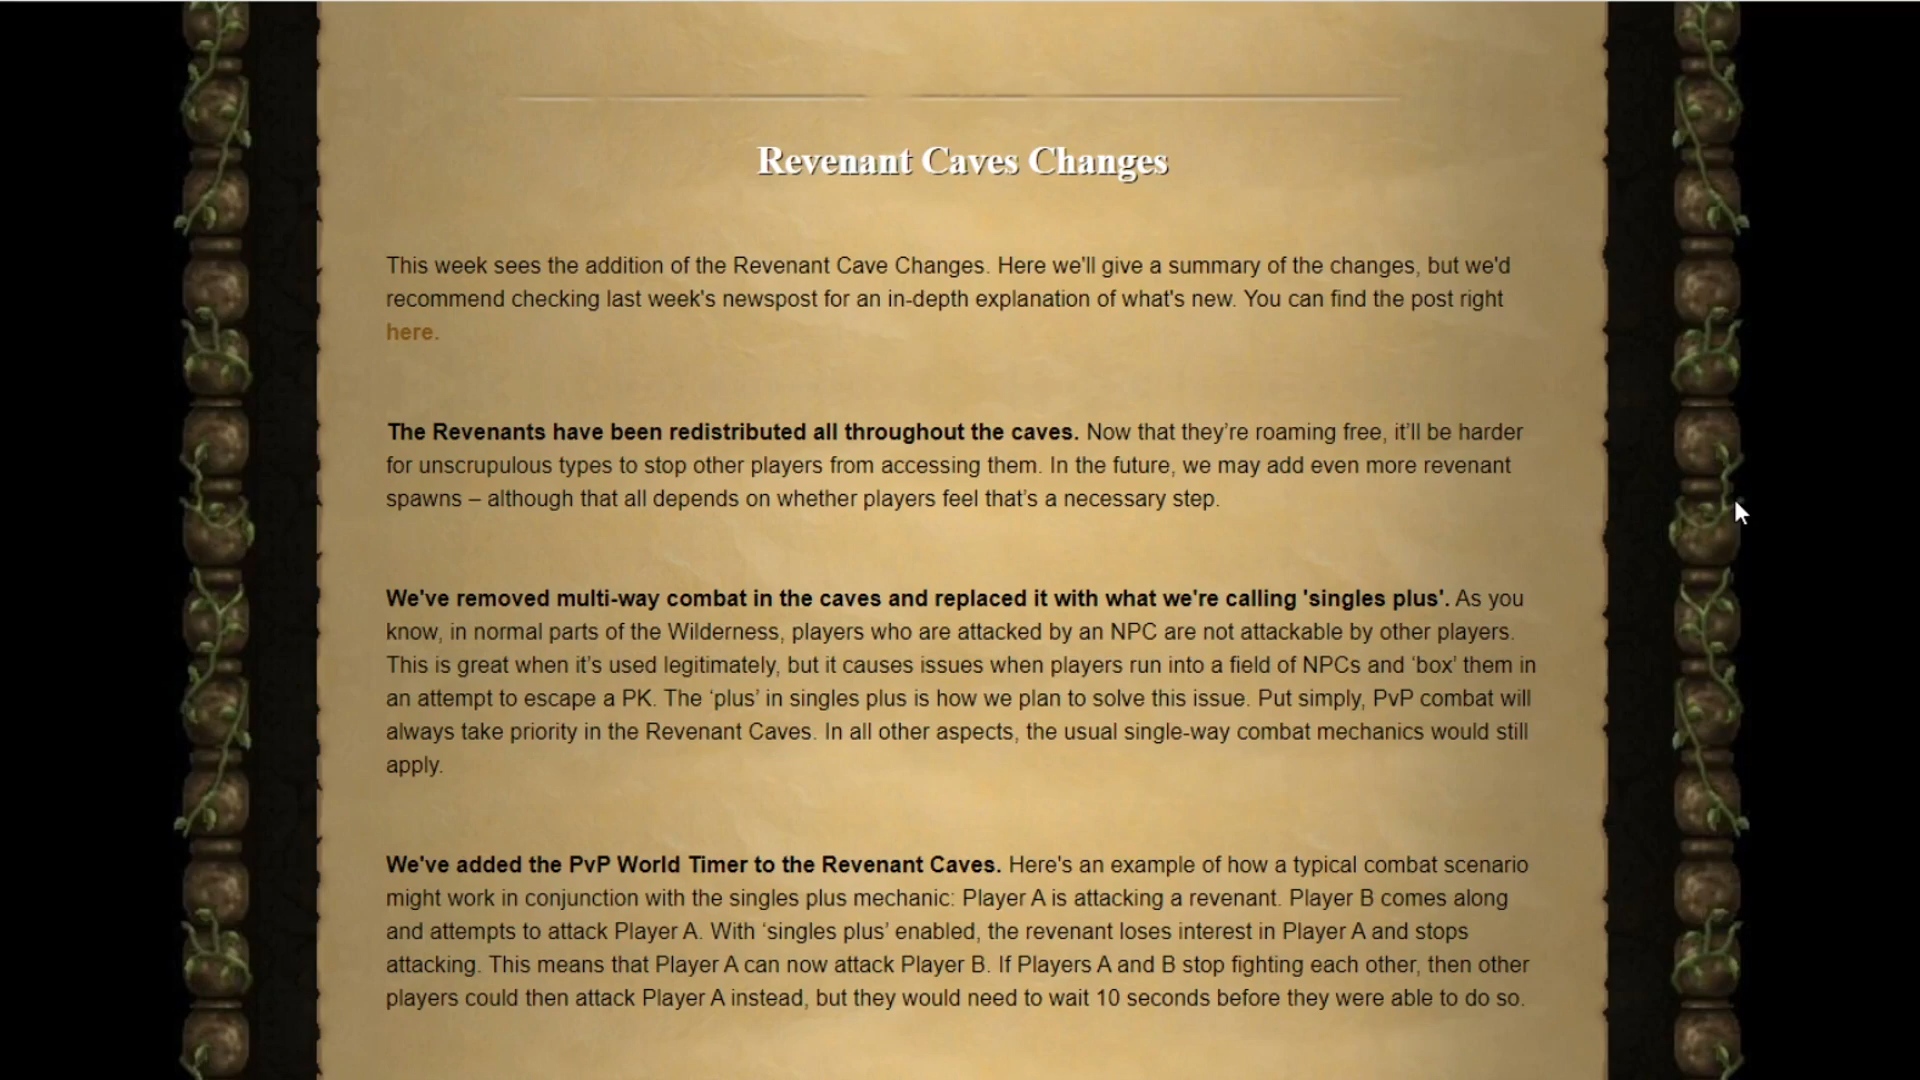 Revenant Caves Changes
This week sees the addition of the Revenant Cave Changes. Here we'll give a summary of the changes, but we'd
recommend checking last week's newspost for an in-depth explanation of what's new. You can find the post right
here.
The Revenants have been redistributed all throughout the caves. Now that they’re roaming free, it’ll be harder
for unscrupulous types to stop other players from accessing them. In the future, we may add even more revenant
spawns – although that all depends on whether players feel that’s a necessary step.
We've removed multi-way combat in the caves and replaced it with what we're calling 'singles plus'. As you
know, in normal parts of the Wilderness, players who are attacked by an NPC are not attackable by other players.
This is great when it’s used legitimately, but it causes issues when players run into a field of NPCs and ‘box’ them in
an attempt to escape a PK. The ‘plus’ in singles plus is how we plan to solve this issue. Put simply, PvP combat will
always take priority in the Revenant Caves. In all other aspects, the usual single-way combat mechanics would still
apply.
We've added the PvP World Timer to the Revenant Caves. Here's an example of how a typical combat scenario
might work in conjunction with the singles plus mechanic: Player A is attacking a revenant. Player B comes along
and attempts to attack Player A. With ‘singles plus’ enabled, the revenant loses interest in Player A and stops
attacking. This means that Player A can now attack Player B. If Players A and B stop fighting each other, then other
players could then attack Player A instead, but they would need to wait 10 seconds before they were able to do so.